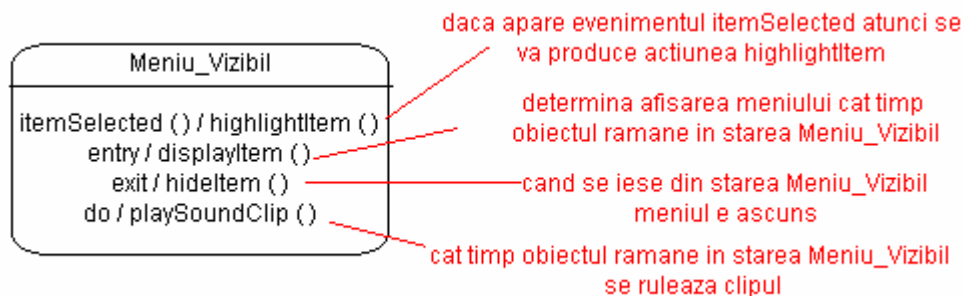 daca apare evenimentul itemSelected atunci se
va produce actiunea highlightItem
Meniu_Vizibil
itemSelected () / highlightItem ()
entry / displayItem ()
exit / hideItem ()
do / playSoundClip ()
determina afisarea meniului cat timp
obiectul ramane in starea Meniu_Vizibil
cand se iese din starea Meniu_Vizibil
meniul e ascuns
cat timp obiectul ramane in starea Meniu_Vizibil
se ruleaza clipul